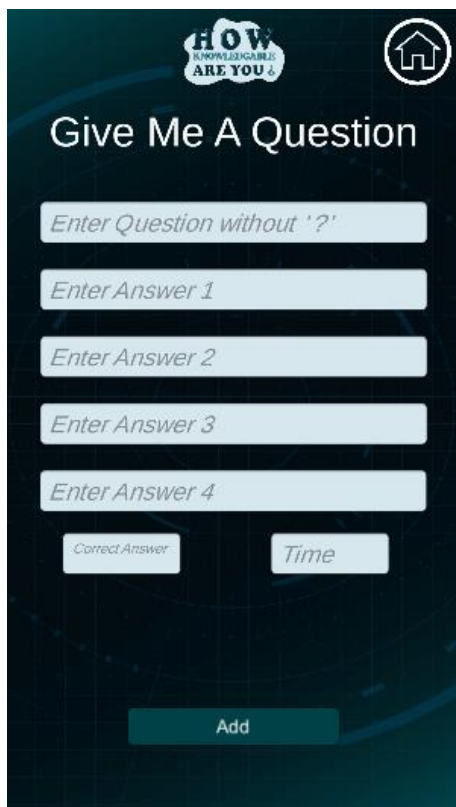 HOW
KNOWLEDGABLE
ARE YOU ?
Give Me A Question
Enter Question without '?'
Enter Answer 1
Enter Answer 2
Enter Answer 3
Enter Answer 4
Correct Answer
Time
Add